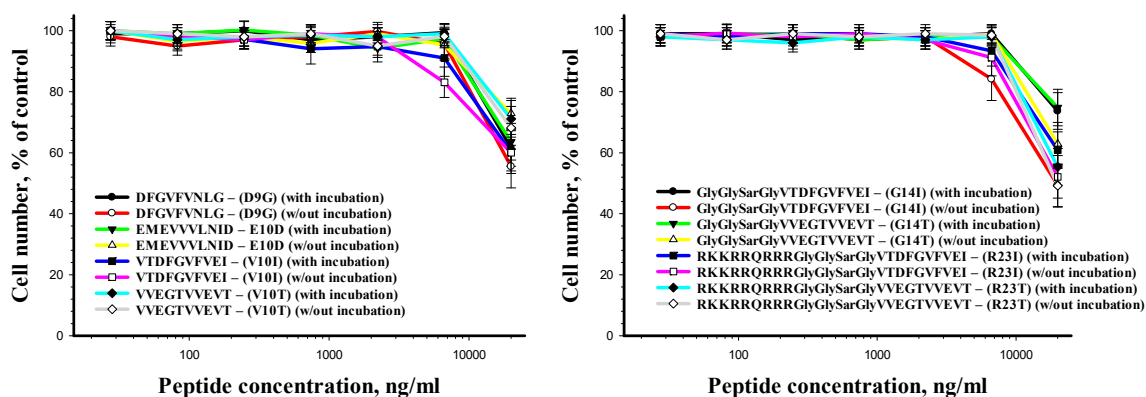 Cell number, % of control
100
80
60
40
20
0
DFGVFVNLG – (D9G) (with incubation)
DFGVFVNLG – (D9G) (w/out incubation)
EMEVVVLNID – E10D (with incubation)
EMEVVVLNID – E10D (w/out incubation)
VTDFGVFVEI – (V10I) (with incubation)
VTDFGVFVEI – (V10I) (w/out incubation)
VVEGTVVEVT – (V10T) (with incubation)
VVEGTVVEVT – (V10T) (w/out incubation)
100 1000 10000
Peptide concentration, ng/ml
Cell number, % of control
100
80
60
40
20
0
GlyGlySarGlyVTDFGVFVEI – (G14I) (with incubation)
GlyGlySarGlyVTDFGVFVEI – (G14I) (w/out incubation)
GlyGlySarGlyVVEGTVVEVT – (G14T) (with incubation)
GlyGlySarGlyVVEGTVVEVT – (G14T) (w/out incubation)
RKKRRQRRRGlyGlySarGlyVTDFGVFVEI – (R23I) (with incubation)
RKKRRQRRRGlyGlySarGlyVTDFGVFVEI – (R23I) (w/out incubation)
RKKRRQRRRGlyGlySarGlyVVEGTVVEVT – (R23T) (with incubation)
RKKRRQRRRGlyGlySarGlyVVEGTVVEVT – (R23T) (w/out incubation)
100 1000 10000
Peptide concentration, ng/ml